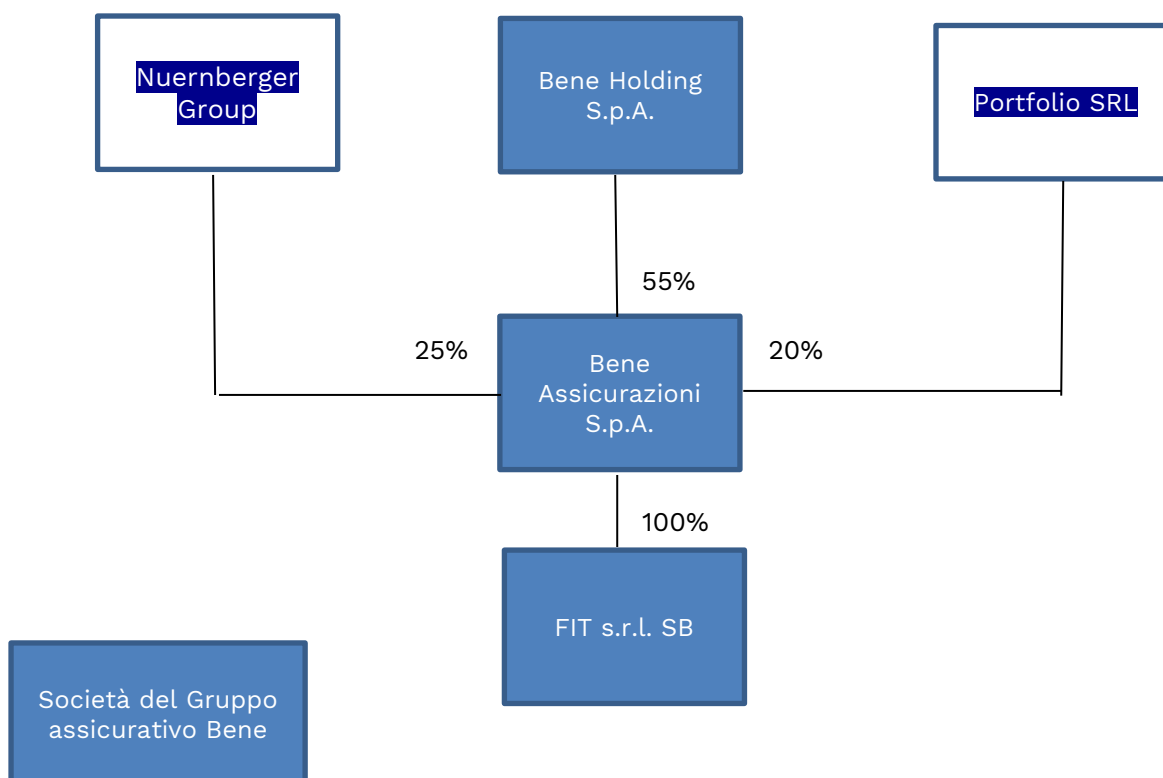 Nuernberger
Group
Bene Holding
S.p.A.
Portfolio SRL
55%
25%
Bene
Assicurazioni
S.p.A.
20%
100%
FIT s.r.l. SB
Società del Gruppo
assicurativo Bene